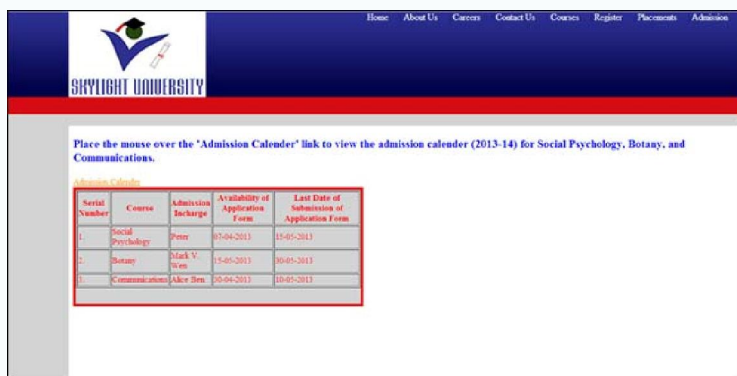 Home About Us Careers Contact Us Courses Register Placements Admission
SKYLIGHT UNIVERSITY
Place the mouse over the 'Admission Calender' link to view the admission calender (2013-14) for Social Psychology, Botany, and
Communications.
Admission Calender
Serial Number Course Admission Incharge Availability of Application Form Last Date of Submission of Application Form
1. Social Psychology Peter 07-04-2013 15-05-2013
2. Botany Mark V. Wen 15-05-2013 30-05-2013
3. Communications Alice Ben 30-04-2013 10-05-2013